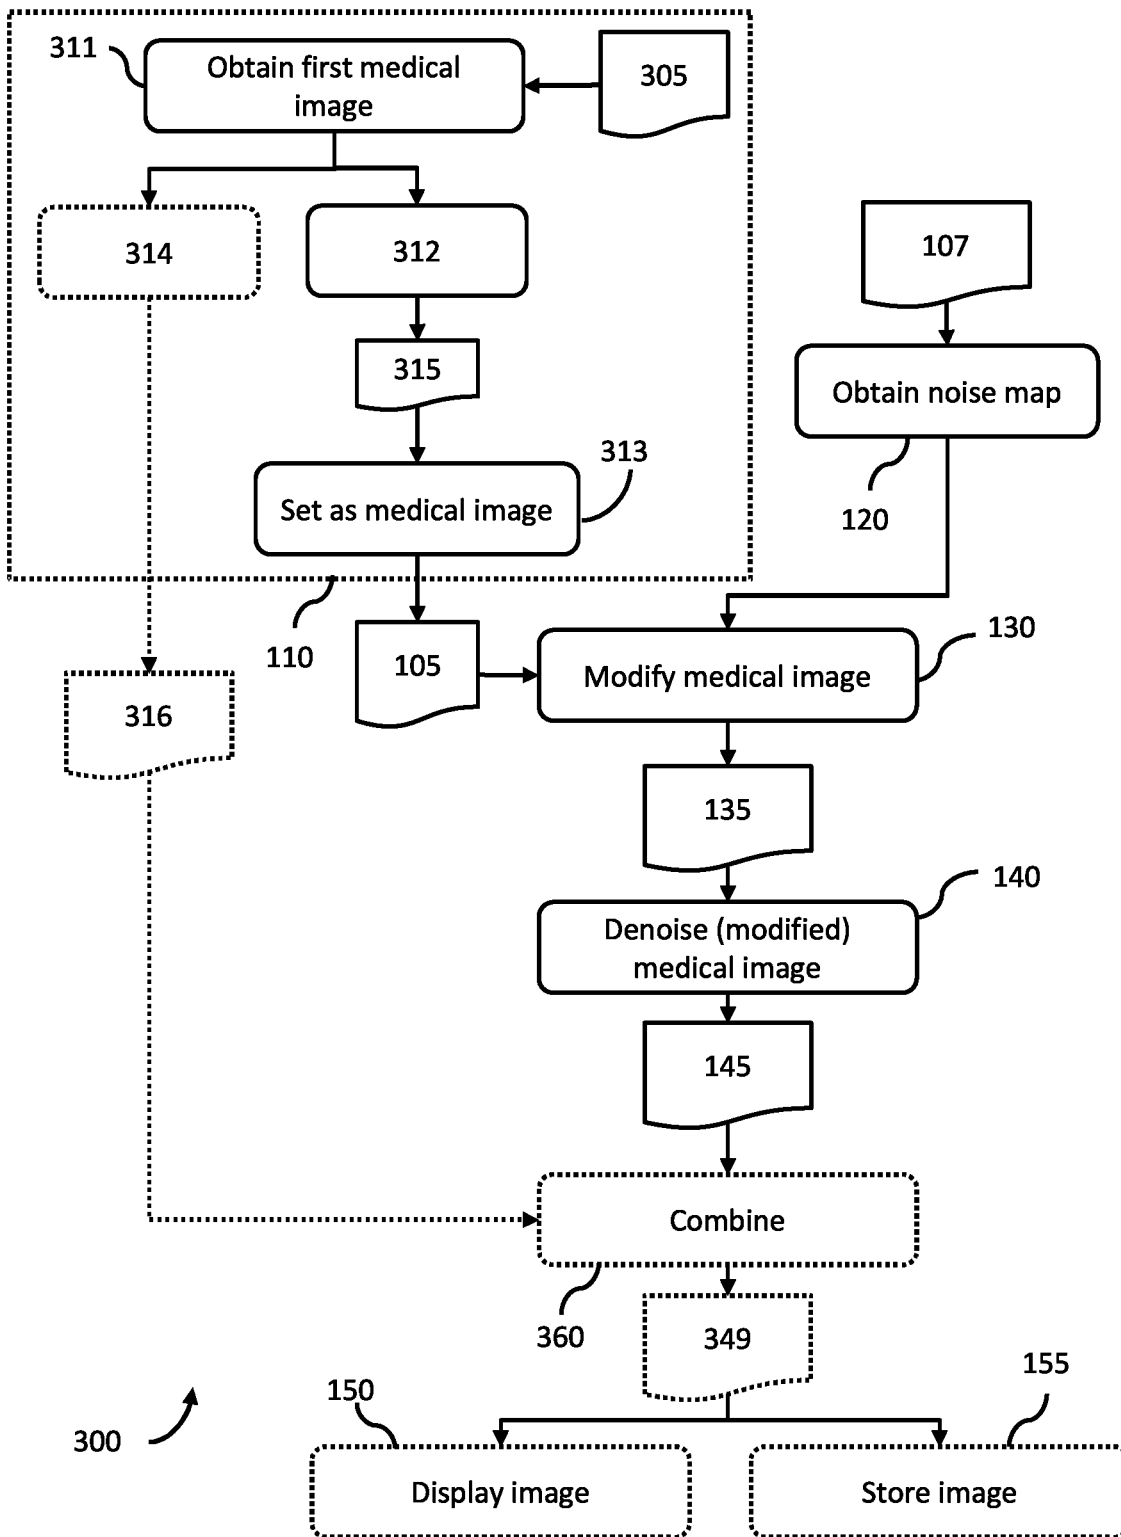 311
Obtain first medical
image
305
314
312
107
315
Obtain noise map
313
Set as medical image
120
110
105
130
Modify medical image
316
135
140
Denoise (modified)
medical image
145
Combine
360
349
155
150
300
Display image
Store image